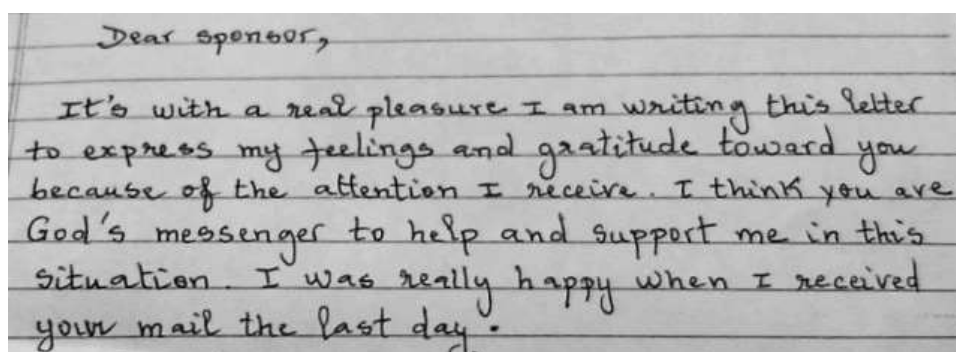 Dear sponsor,
It's with a real pleasure I am writing this letter
to express my feelings and gratitude toward you
because of the attention I receive. I think you are
God's messenger to help and support me in this
situation. I was really happy when I received
your mail the last day.